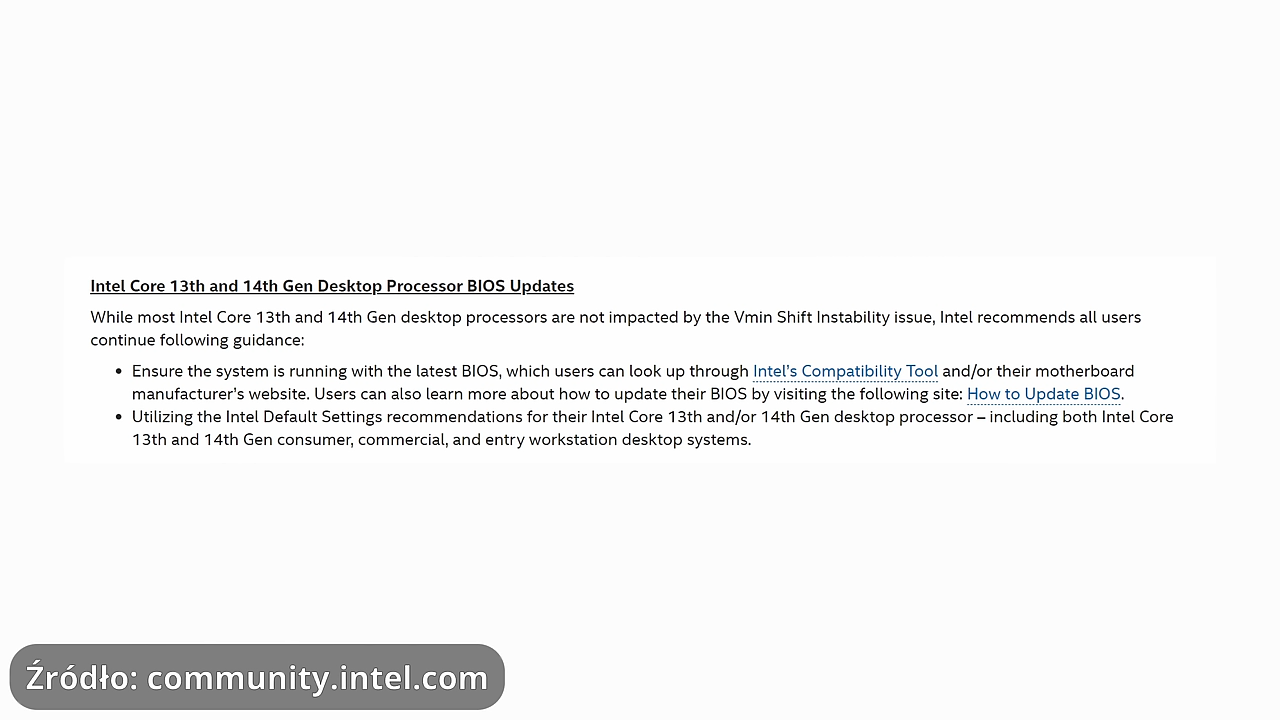 Intel Core 13th and 14th Gen Desktop Processor BIOS Updates
While most Intel Core 13th and 14th Gen desktop processors are not impacted by the Vmin Shift Instability issue, Intel recommends all users
continue following guidance:
• Ensure the system is running with the latest BIOS, which users can look up through Intel's Compatibility Tool and/or their motherboard
manufacturer's website. Users can also learn more about how to update their BIOS by visiting the following site: How to Update BIOS.
• Utilizing the Intel Default Settings recommendations for their Intel Core 13th and/or 14th Gen desktop processor – including both Intel Core
13th and 14th Gen consumer, commercial, and entry workstation desktop systems.
Źródło: community.intel.com